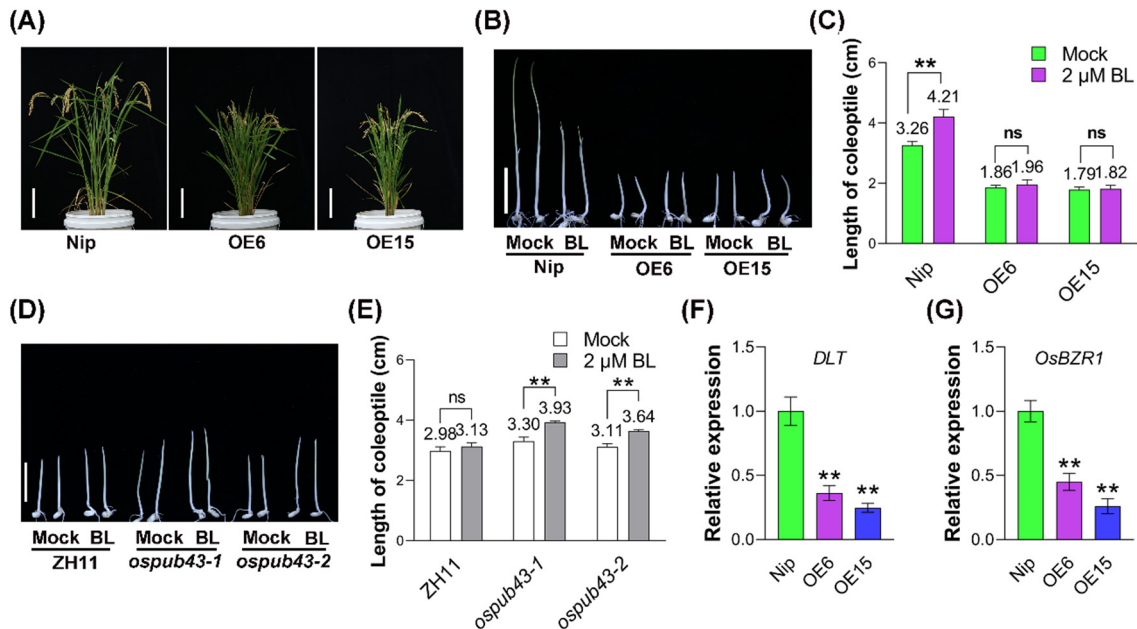 (A)
Nip
OE6
OE15
(B)
Mock BL Mock BL Mock BL
Nip OE6 OE15
(C)
Length of coleoptile (cm)
Mock
2 μM BL
6
4
2
0
**
3.26 4.21
ns
1.86 1.96
ns
1.79 1.82
Nip
OE6
OE15
(D)
Mock BL Mock BL Mock BL
ZH11 ospub43-1 ospub43-2
(E)
Length of coleoptile (cm)
Mock
2 μM BL
6
4
2
0
ns
2.98 3.13
**
3.30 3.93
**
3.11 3.64
ZH11
ospub43-1
ospub43-2
(F)
Relative expression
DLT
1.5
1.0
0.5
0.0
**
**
Nip
OE6
OE15
(G)
Relative expression
OsBZR1
1.5
1.0
0.5
0.0
**
**
Nip
OE6
OE15